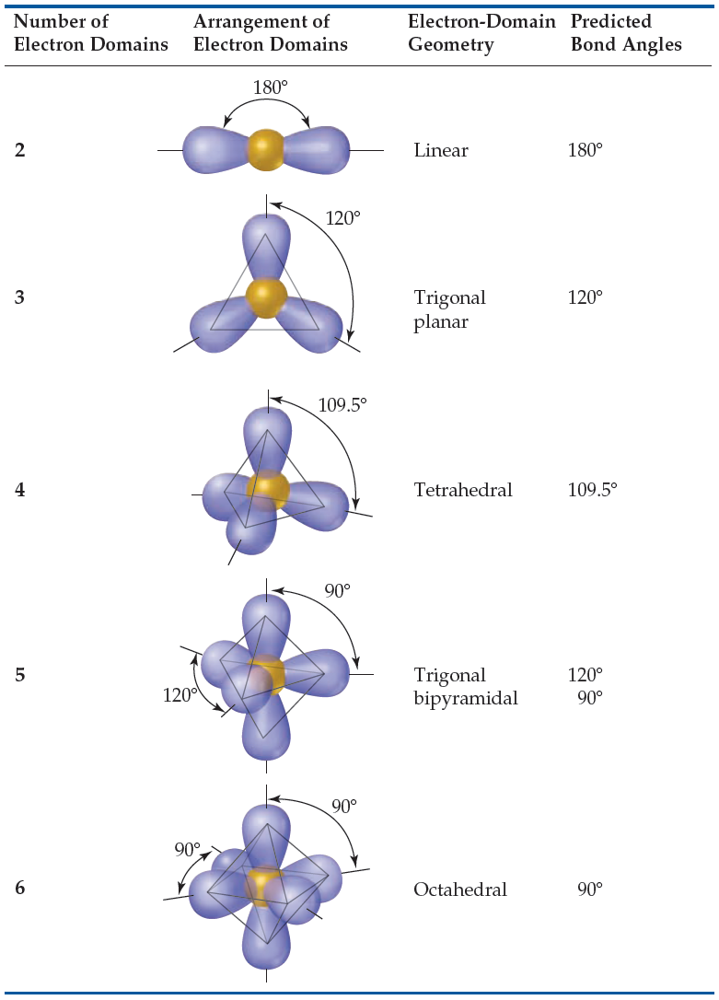 Number of
Electron Domains
Arrangement of
Electron Domains
Electron-Domain
Geometry
Predicted
Bond Angles
180°
2
Linear
180°
120°
3
Trigonal
planar
120°
109.5°
4
Tetrahedral
109.5°
90°
120°
5
Trigonal
bipyramidal
120°
90°
90°
90°
6
Octahedral
90°